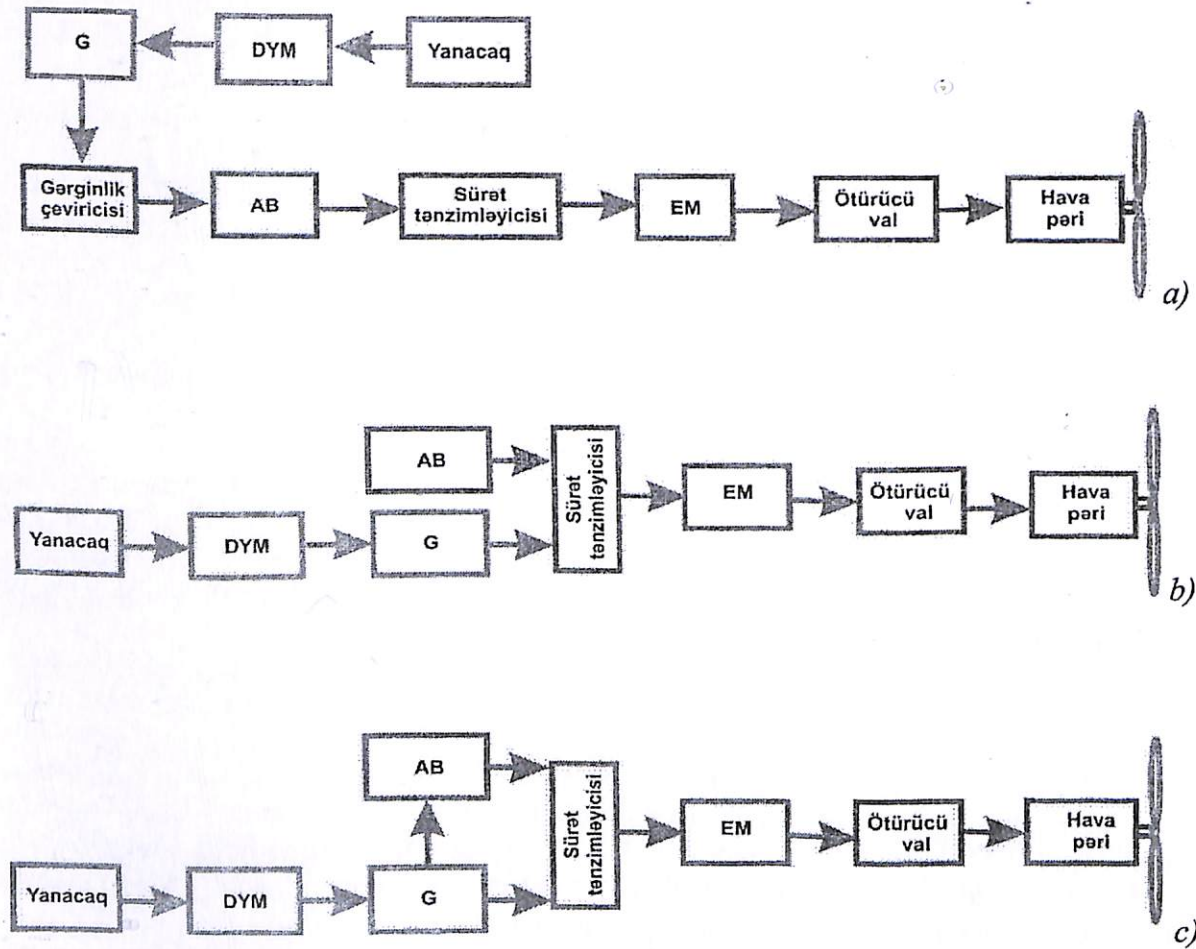 G
DYM
Yanacaq
Gərginlik
çeviricisi
AB
Sürət
tənzimləyicisi
EM
Ötürücü
val
Hava
pəri
a)
AB
Yanacaq
DYM
G
Sürət
tənzimləyicisi
EM
Ötürücü
val
Hava
pəri
b)
AB
Yanacaq
DYM
G
Sürət
tənzimləyicisi
EM
Ötürücü
val
Hava
pəri
c)